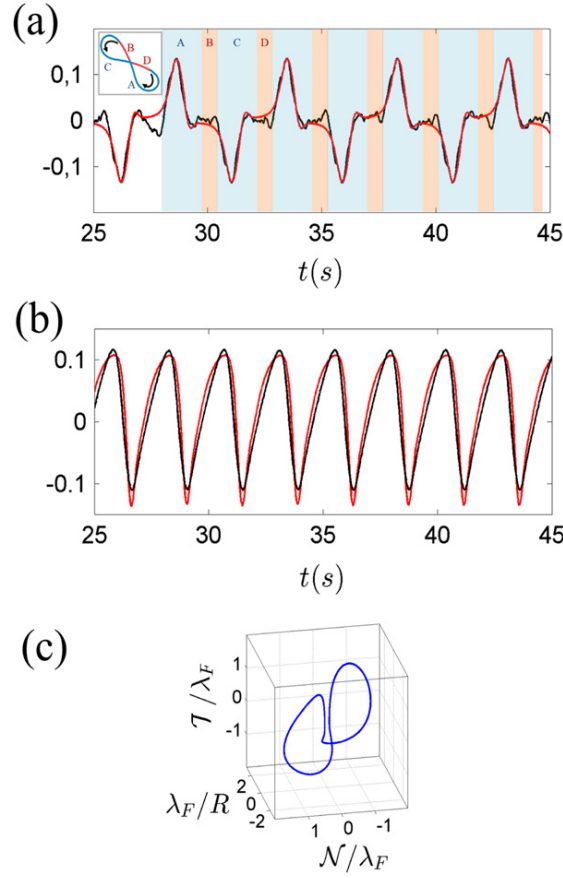 (a)
A B C D
B
D
C
A
0,1
0
-0,1
25 30 35 40 45
t(s)
(b)
0.1
0
-0.1
25 30 35 40 45
t(s)
(c)
1
0
-1
𝒯/λ_F
2
0
-2
λ_F/R
1 0 -1
𝒩/λ_F